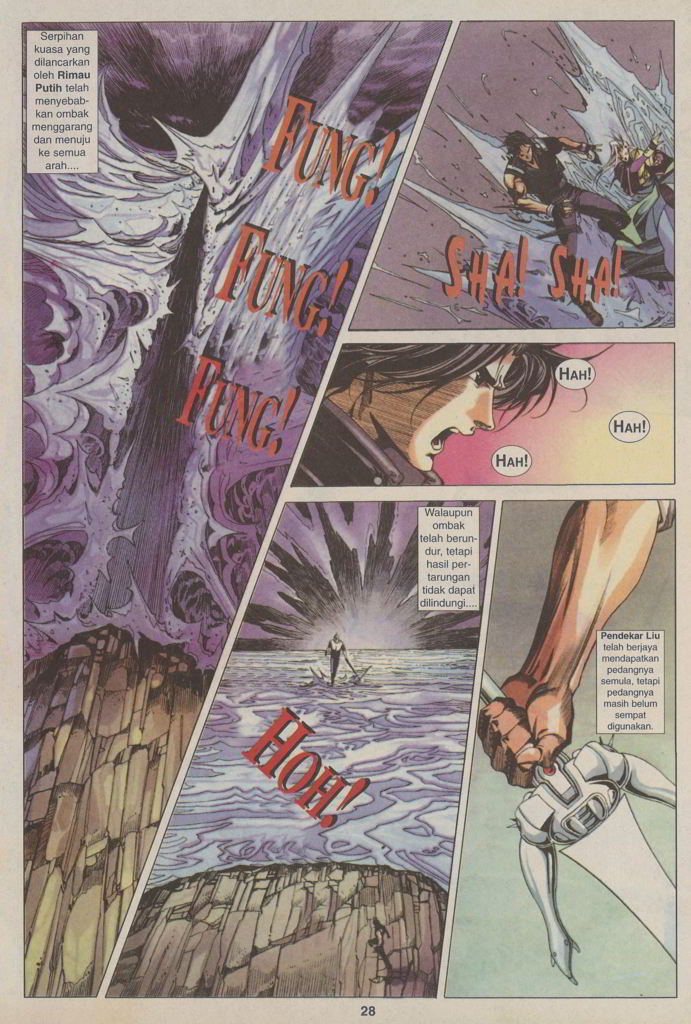 Serpihan
kuasa yang
dilancarkan
oleh Rimau
Putih telah
menyebab-
kan ombak
menggarang
dan menuju
ke semua
arah....
FUNG!
FUNG!
FUNG!
SHA! SHA!
HAH!
HAH!
HAH!
Walaupun
ombak
telah berun-
dur, tetapi
hasil per-
tarungan
tidak dapat
dilindungi....
HOH!
Pendekar Liu
telah berjaya
mendapatkan
pedangnya
semula, tetapi
pedangnya
masih belum
sempat
digunakan.
28